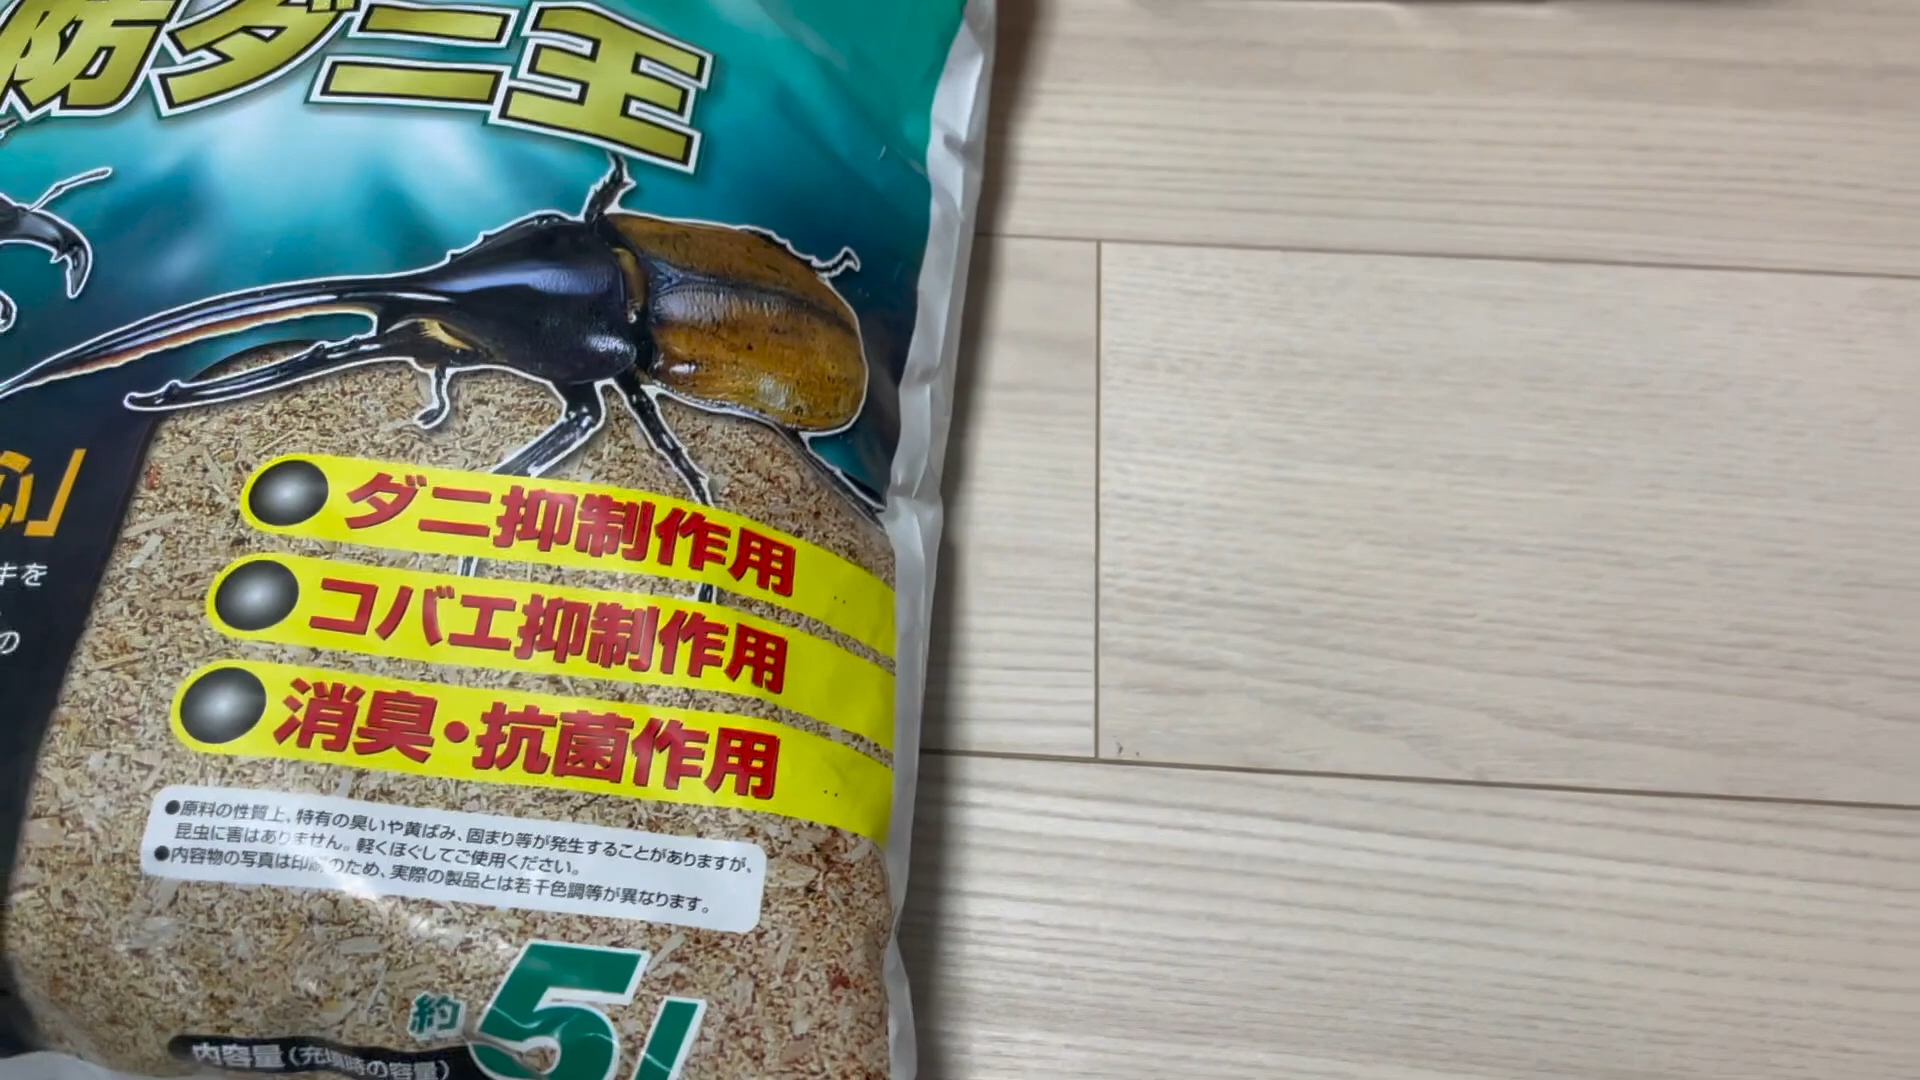 防ダニ王
心」
キを
の
ダニ抑制作用
コバエ抑制作用
消臭・抗菌作用
●原料の性質上、特有の臭いや黄ばみ、固まり等が発生することがありますが、
昆虫に害はありません。軽くほぐしてご使用ください。
●内容物の写真は印刷のため、実際の製品とは若干色調等が異なります。
約5l
内容量(充填時の容量)